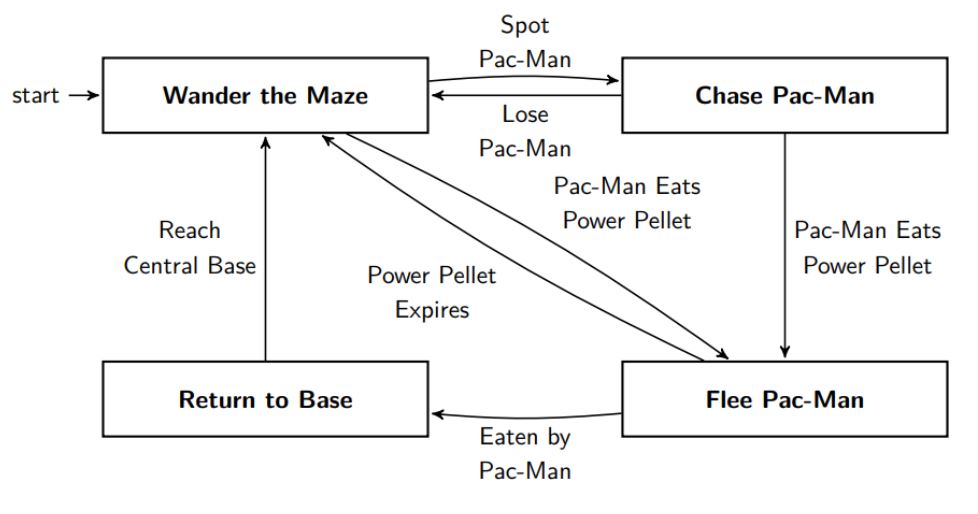 Spot
Pac-Man
start
Wander the Maze
Chase Pac-Man
Lose
Pac-Man
Pac-Man Eats
Power Pellet
Reach
Central Base
Pac-Man Eats
Power Pellet
Power Pellet
Expires
Return to Base
Flee Pac-Man
Eaten by
Pac-Man